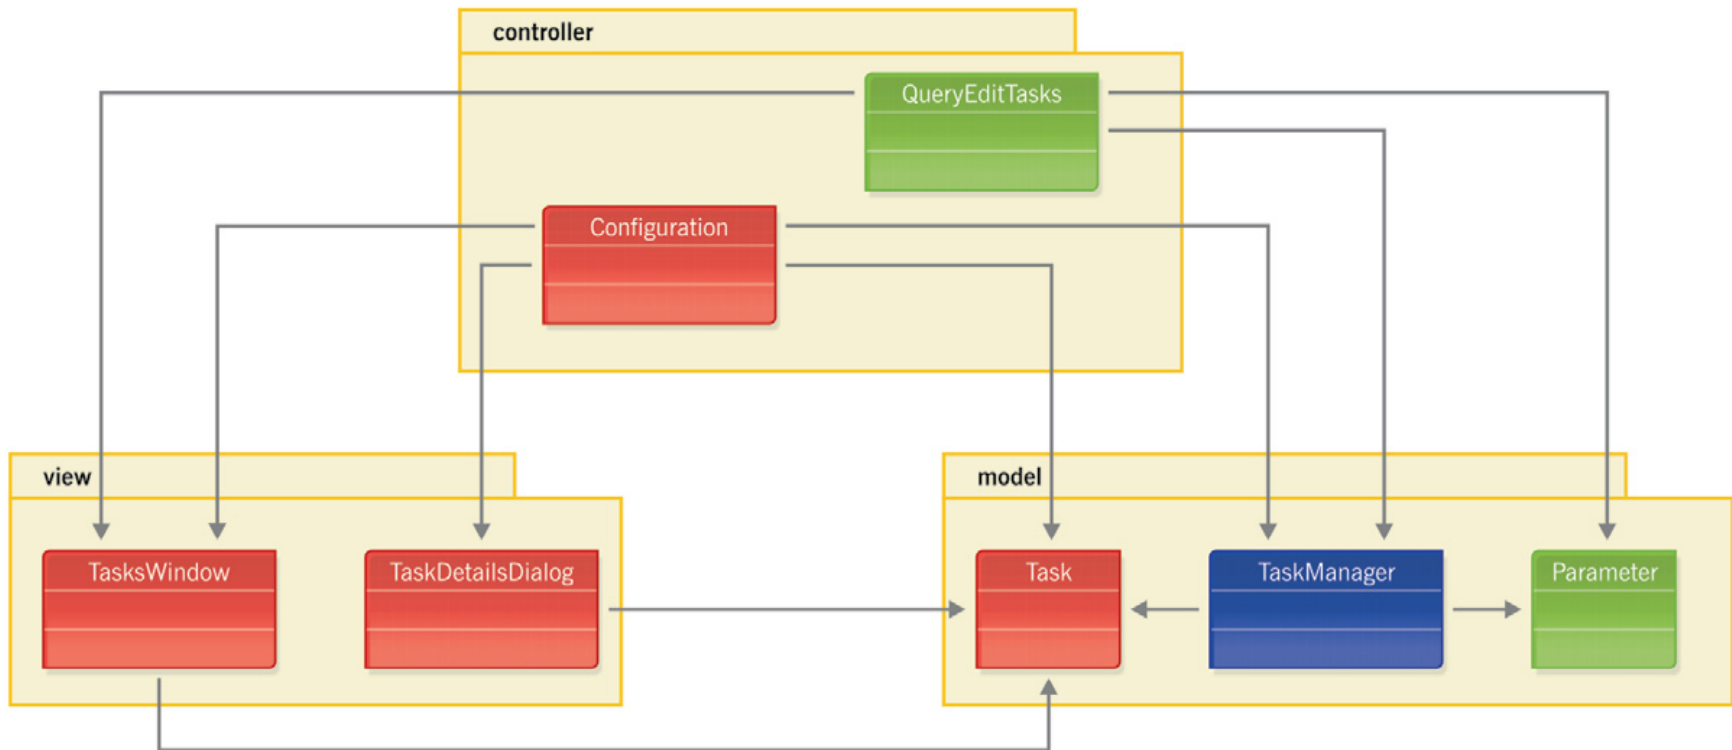 controller
QueryEditTasks
Configuration
view
model
TasksWindow
TaskDetailsDialog
Task
TaskManager
Parameter